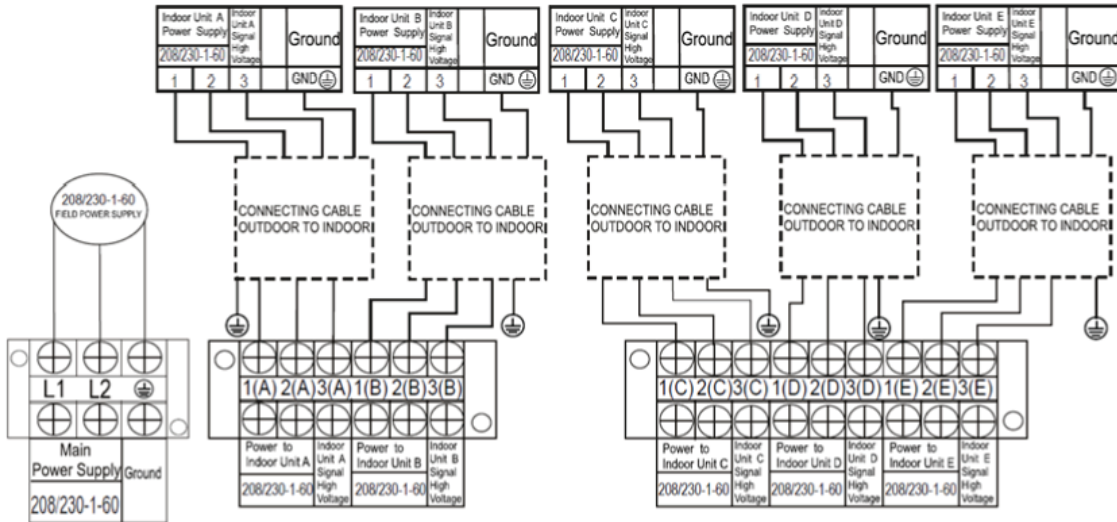 Indoor Unit A
Power Supply
208/230-1-60
Indoor
Unit A
Signal
High
Voltage
Ground
1 2 3 GND
Indoor Unit B
Power Supply
208/230-1-60
Indoor
Unit B
Signal
High
Voltage
Ground
1 2 3 GND
Indoor Unit C
Power Supply
208/230-1-60
Indoor
Unit C
Signal
High
Voltage
Ground
1 2 3 GND
Indoor Unit D
Power Supply
208/230-1-60
Indoor
Unit D
Signal
High
Voltage
Ground
1 2 3 GND
Indoor Unit E
Power Supply
208/230-1-60
Indoor
Unit E
Signal
High
Voltage
Ground
1 2 3 GND
208/230-1-60
FIELD POWER SUPPLY
CONNECTING CABLE
OUTDOOR TO INDOOR
CONNECTING CABLE
OUTDOOR TO INDOOR
CONNECTING CABLE
OUTDOOR TO INDOOR
CONNECTING CABLE
OUTDOOR TO INDOOR
CONNECTING CABLE
OUTDOOR TO INDOOR
L1 L2
Main
Power Supply
208/230-1-60
Ground
1(A) 2(A) 3(A) 1(B) 2(B) 3(B)
Power to
Indoor Unit A
208/230-1-60
Indoor
Unit A
Signal
High
Voltage
Power to
Indoor Unit B
208/230-1-60
Indoor
Unit B
Signal
High
Voltage
1(C) 2(C) 3(C) 1(D) 2(D) 3(D) 1(E) 2(E) 3(E)
Power to
Indoor Unit C
208/230-1-60
Indoor
Unit C
Signal
High
Voltage
Power to
Indoor Unit D
208/230-1-60
Indoor
Unit D
Signal
High
Voltage
Power to
Indoor Unit E
208/230-1-60
Indoor
Unit E
Signal
High
Voltage